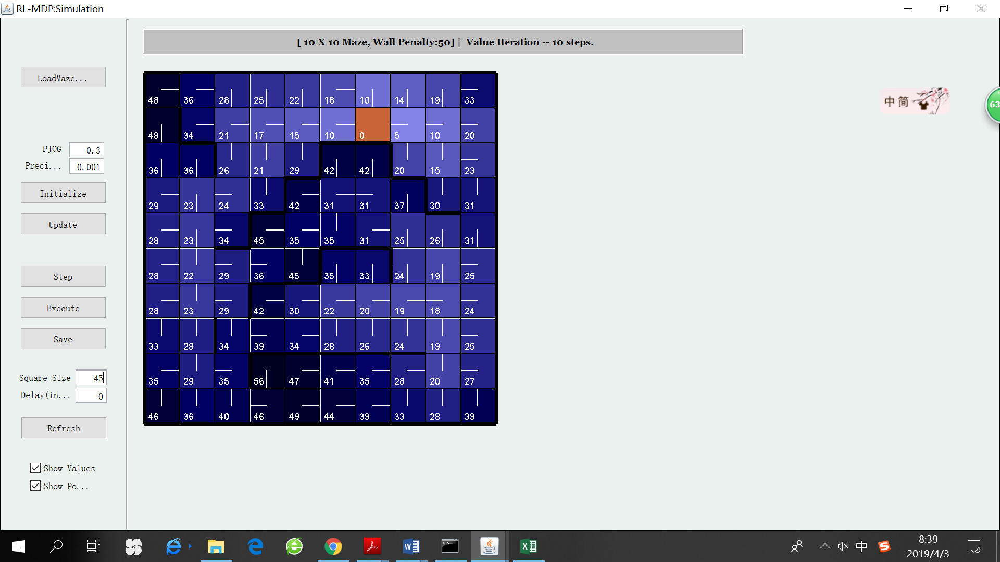 RL-MDP:Simulation
[ 10 X 10 Maze, Wall Penalty:50] | Value Iteration -- 10 steps.
LoadMaze...
PJOG 0.3
Preci... 0.001
Initialize
Update
Step
Execute
Save
Square Size 45
Delay(in... 0
Refresh
Show Values
Show Po...
48 36 28 25 22 18 10 14 19 33
48 34 21 17 15 10 0 5 10 20
36 36 26 21 29 42 42 20 15 23
29 23 24 33 42 31 31 37 30 31
28 23 34 45 35 35 31 25 26 31
28 22 29 36 45 35 33 24 19 25
28 23 29 42 30 22 20 19 18 24
33 28 34 39 34 28 26 24 19 25
35 29 35 56 47 41 35 28 20 27
46 36 40 46 49 44 39 33 28 39
中 简
63
中
8:39
2019/4/3